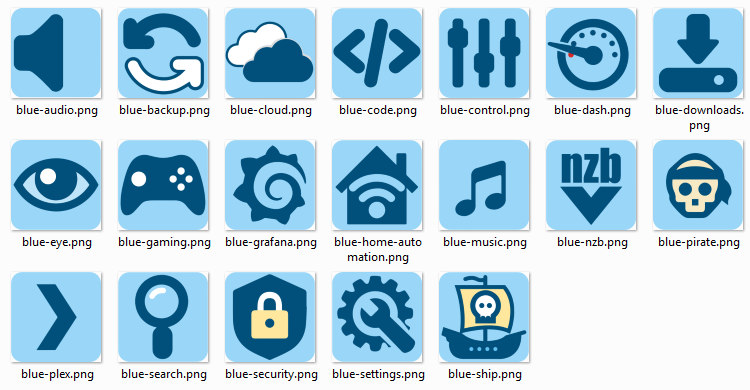 blue-audio.png
blue-backup.png
blue-cloud.png
blue-code.png
blue-control.png
blue-dash.png
blue-downloads.
png
nzb
blue-eye.png
blue-gaming.png
blue-grafana.png
blue-home-auto
mation.png
blue-music.png
blue-nzb.png
blue-pirate.png
blue-plex.png
blue-search.png
blue-security.png
blue-settings.png
blue-ship.png